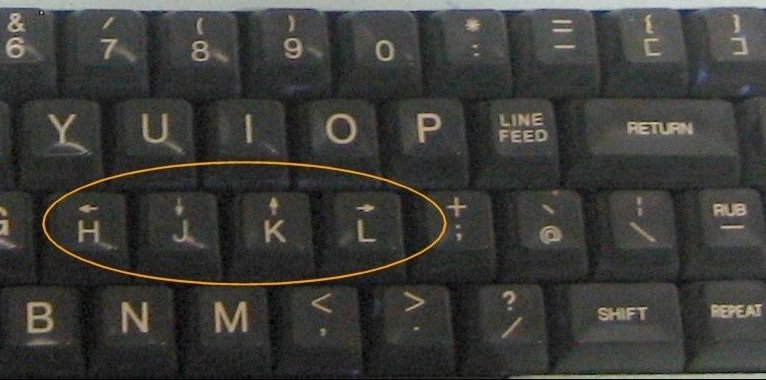 & / ( ) * = [ ]
6 7 8 9 0 : - [ ]
Y U I O P LINE FEED RETURN
← ↓ ↑ → + ` ¦ RUB
G H J K L ; @ \ —
B N M < > ? SHIFT REPEAT
, . /